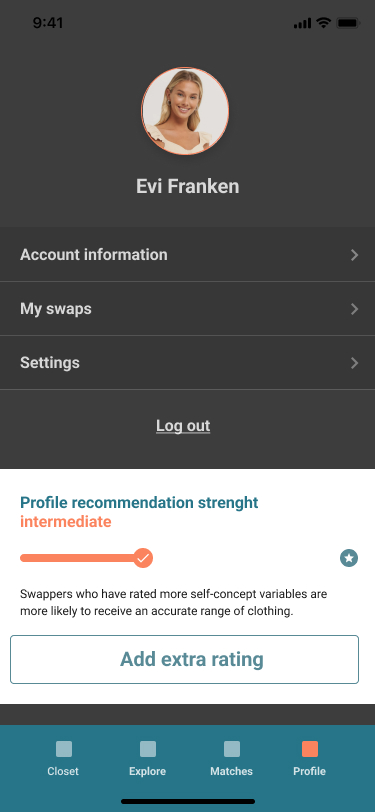 9:41
Evi Franken
Account information
My swaps
Settings
Log out
Profile recommendation strenght
intermediate
Swappers who have rated more self-concept variables are
more likely to receive an accurate range of clothing.
Add extra rating
Closet Explore Matches Profile